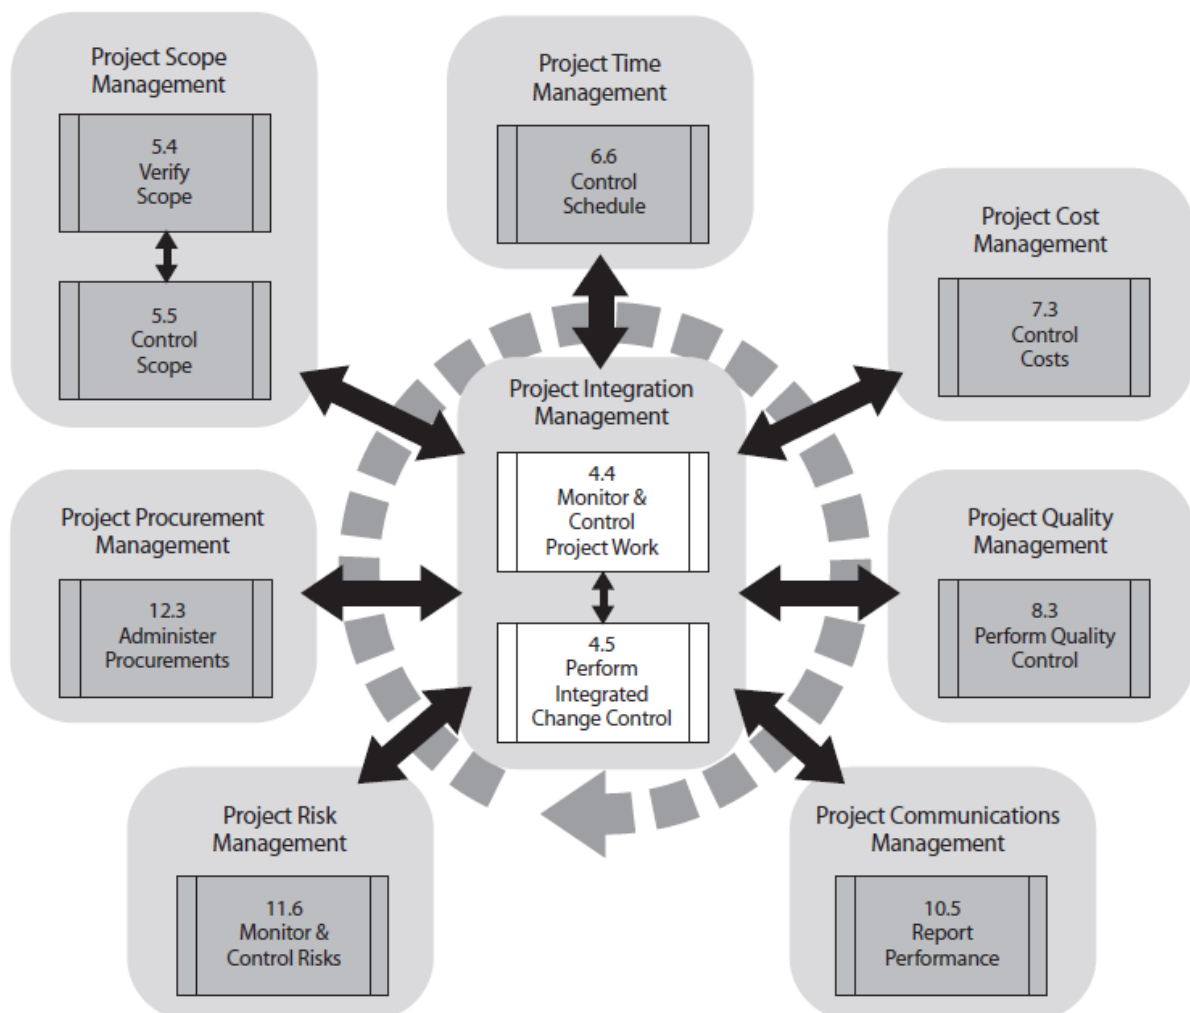 Project Scope
Management
5.4
Verify
Scope
5.5
Control
Scope
Project Time
Management
6.6
Control
Schedule
Project Cost
Management
7.3
Control
Costs
Project Integration
Management
4.4
Monitor &
Control
Project Work
4.5
Perform
Integrated
Change Control
Project Procurement
Management
12.3
Administer
Procurements
Project Quality
Management
8.3
Perform Quality
Control
Project Risk
Management
11.6
Monitor &
Control Risks
Project Communications
Management
10.5
Report
Performance